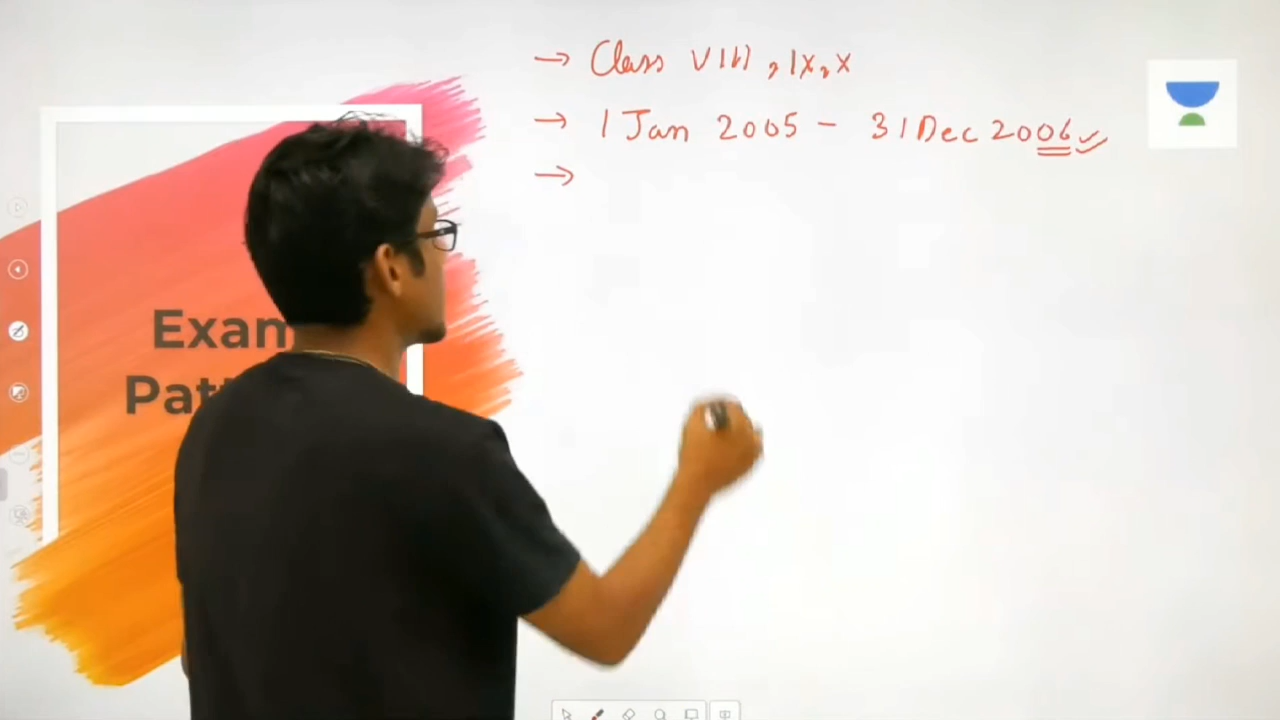 → Class VIII, IX, X
→ 1 Jan 2005 - 31 Dec 2006 ✓
→
Exam
Pat